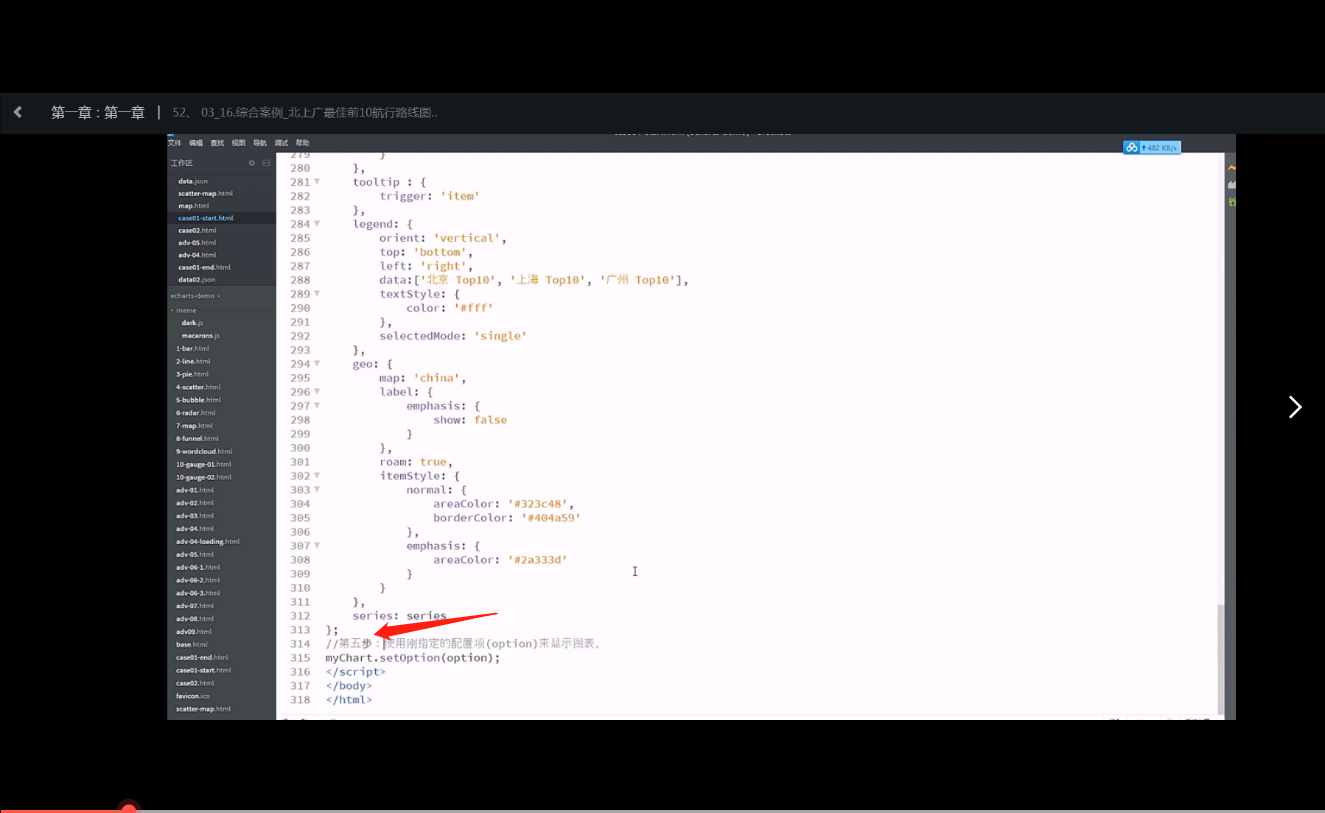 第一章：第一章 | 52、 03_16.综合案例_北上广最佳前10航行路线图..
文件 编辑 查找 视图 导航 调试 帮助
482 KB/s
工作区
data.json
scatter-map.html
map.html
case01-start.html
case02.html
adv-05.html
adv-04.html
case01-end.html
data02.json
echarts-demo
theme
dark.js
macarons.js
1-bar.html
2-line.html
3-pie.html
4-scatter.html
5-bubble.html
6-radar.html
7-map.html
8-funnel.html
9-wordcloud.html
10-gauge-01.html
10-gauge-02.html
adv-01.html
adv-02.html
adv-03.html
adv-04.html
adv-04-loading.html
adv-05.html
adv-06-1.html
adv-06-2.html
adv-06-3.html
adv-07.html
adv-08.html
adv09.html
base.html
case01-end.html
case01-start.html
case02.html
favicon.ico
scatter-map.html
279 }
280 },
281 tooltip : {
282 trigger: 'item'
283 },
284 legend: {
285 orient: 'vertical',
286 top: 'bottom',
287 left: 'right',
288 data:['北京 Top10', '上海 Top10', '广州 Top10'],
289 textStyle: {
290 color: '#fff'
291 },
292 selectedMode: 'single'
293 },
294 geo: {
295 map: 'china',
296 label: {
297 emphasis: {
298 show: false
299 }
300 },
301 roam: true,
302 itemStyle: {
303 normal: {
304 areaColor: '#323c48',
305 borderColor: '#404a59'
306 },
307 emphasis: {
308 areaColor: '#2a333d'
309 }
310 }
311 },
312 series: series
313 };
314 //第五步：使用刚指定的配置项(option)来显示图表。
315 myChart.setOption(option);
316 </script>
317 </body>
318 </html>